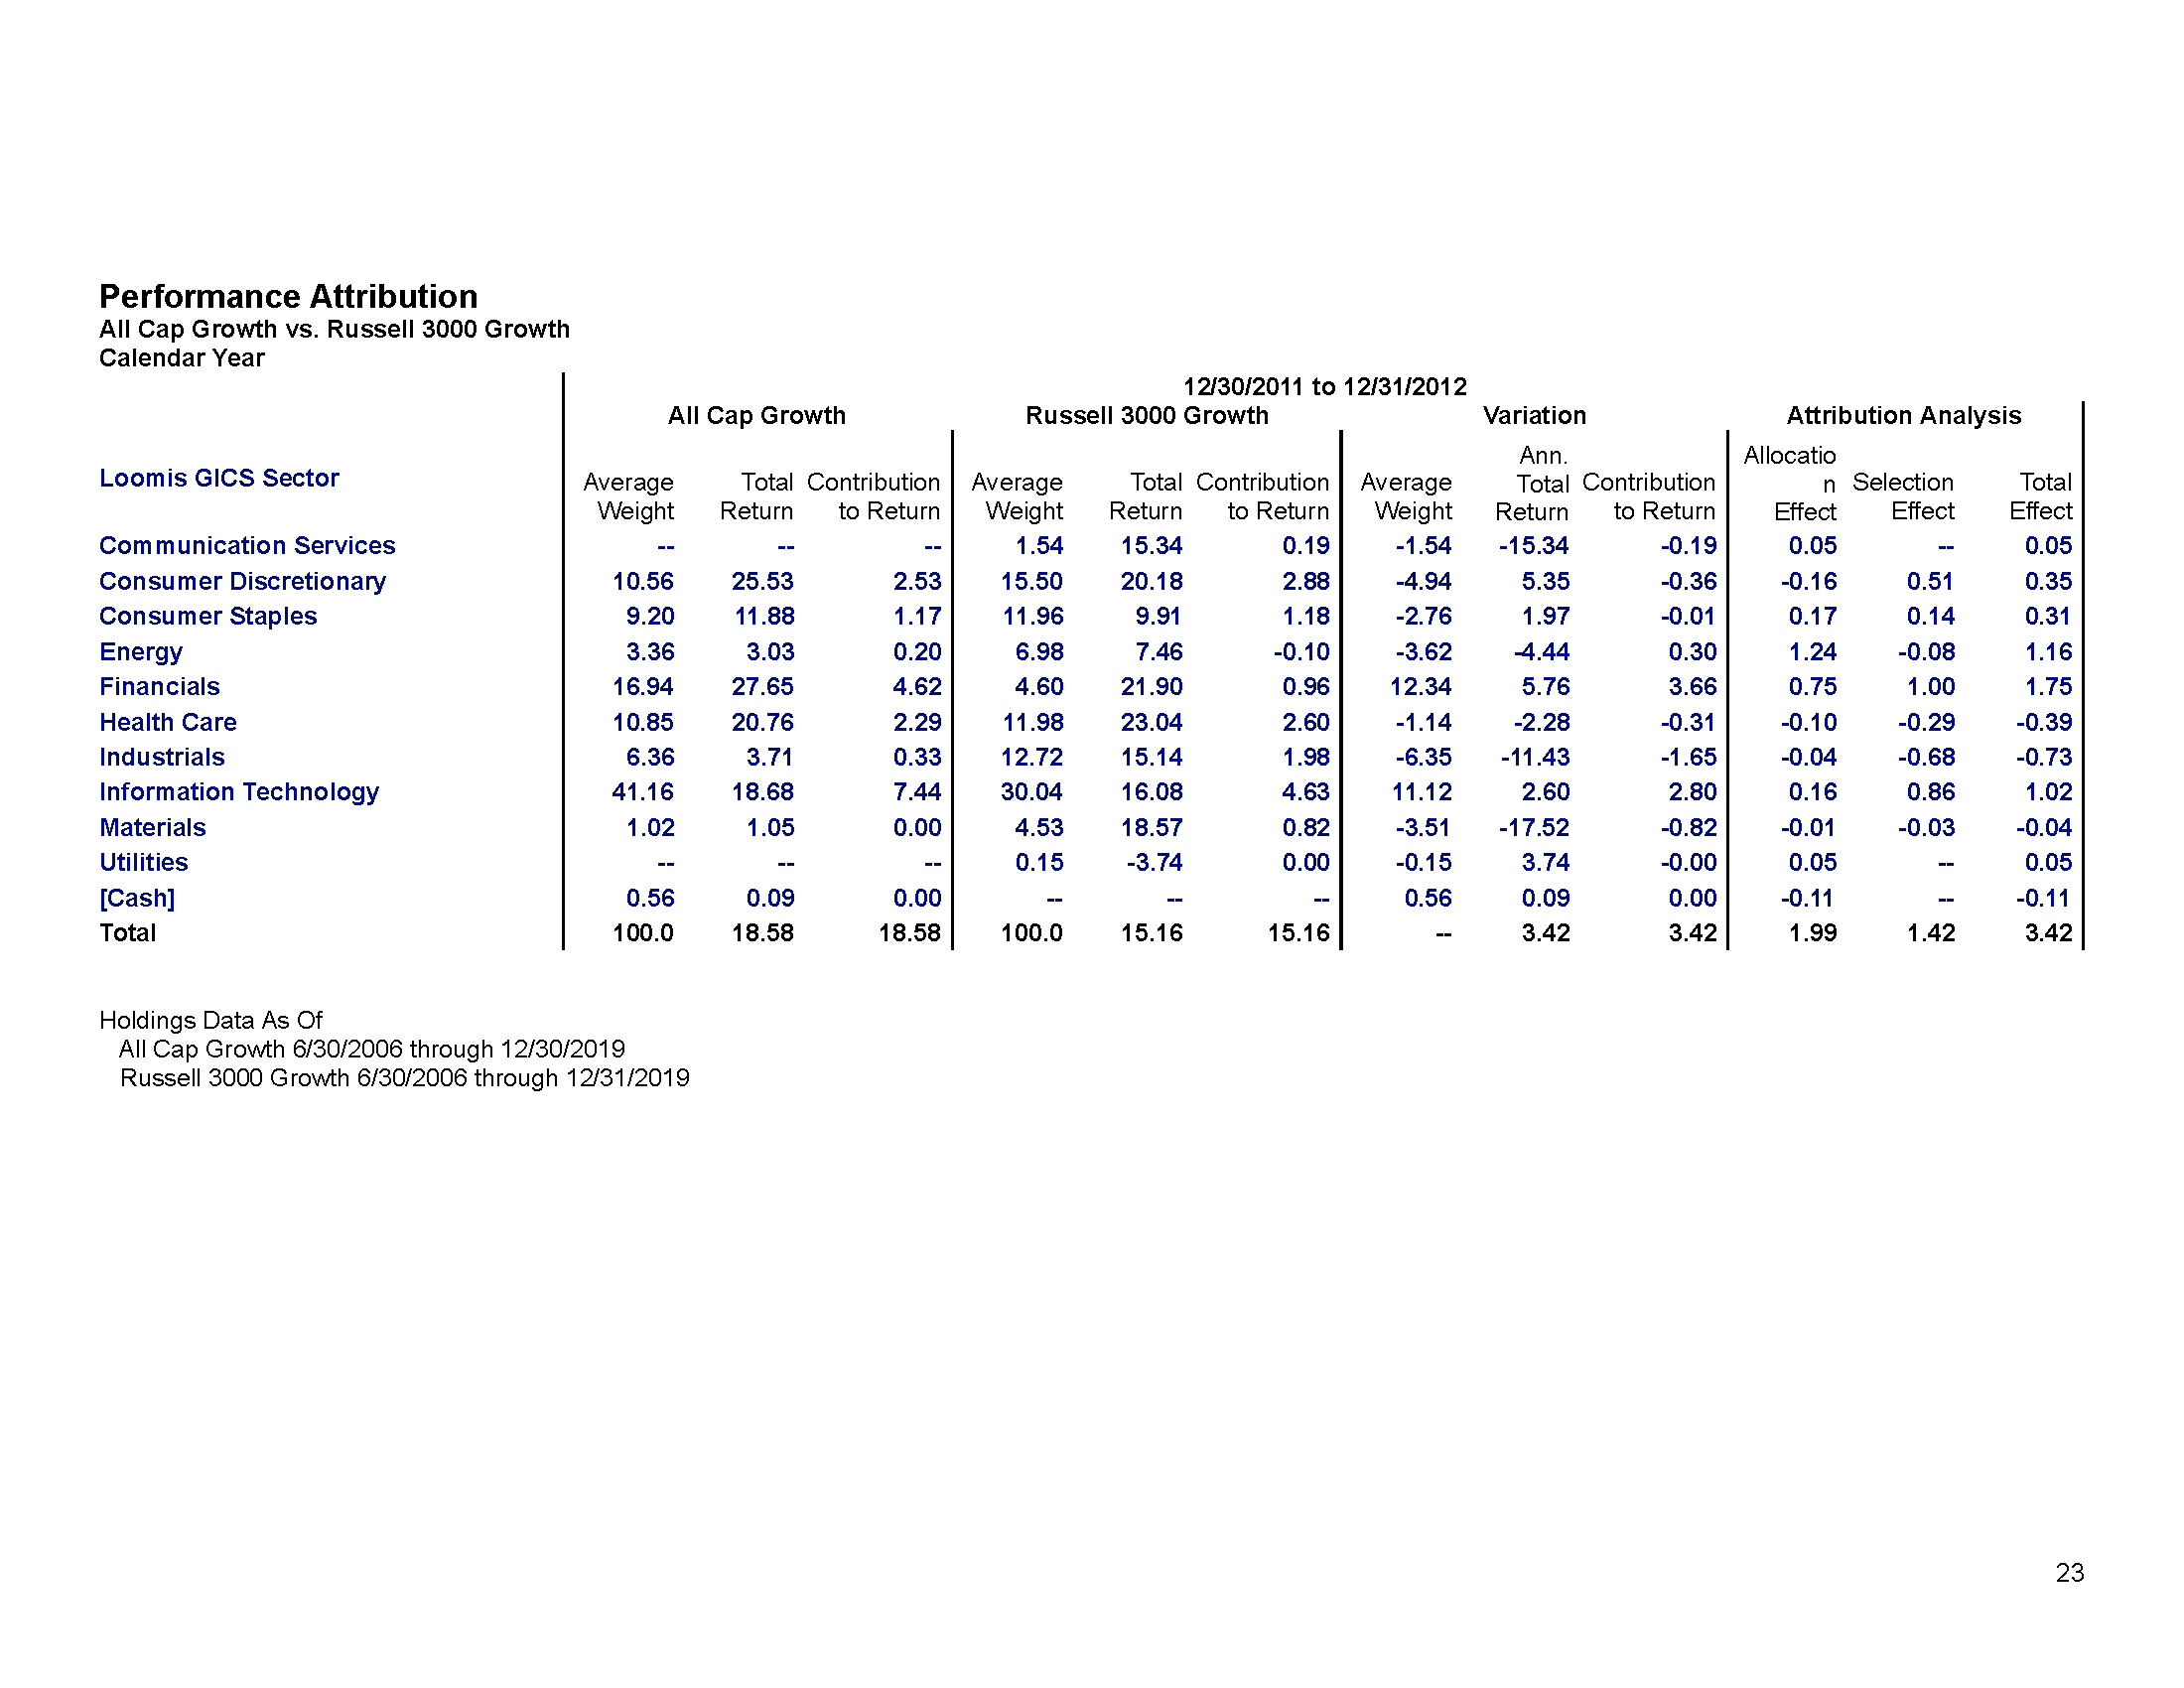 Performance Attribution
All Cap Growth vs. Russell 3000 Growth
Calendar Year
12/30/2011 to 12/31/2012
All Cap Growth Russell 3000 Growth Variation Attribution Analysis
Loomis GICS Sector Average Weight Total Return Contribution to Return Average Weight Total Return Contribution to Return Average Weight Ann. Total Return Contribution to Return Allocatio n Effect Selection Effect Total Effect
Communication Services -- -- -- 1.54 15.34 0.19 -1.54 -15.34 -0.19 0.05 -- 0.05
Consumer Discretionary 10.56 25.53 2.53 15.50 20.18 2.88 -4.94 5.35 -0.36 -0.16 0.51 0.35
Consumer Staples 9.20 11.88 1.17 11.96 9.91 1.18 -2.76 1.97 -0.01 0.17 0.14 0.31
Energy 3.36 3.03 0.20 6.98 7.46 -0.10 -3.62 -4.44 0.30 1.24 -0.08 1.16
Financials 16.94 27.65 4.62 4.60 21.90 0.96 12.34 5.76 3.66 0.75 1.00 1.75
Health Care 10.85 20.76 2.29 11.98 23.04 2.60 -1.14 -2.28 -0.31 -0.10 -0.29 -0.39
Industrials 6.36 3.71 0.33 12.72 15.14 1.98 -6.35 -11.43 -1.65 -0.04 -0.68 -0.73
Information Technology 41.16 18.68 7.44 30.04 16.08 4.63 11.12 2.60 2.80 0.16 0.86 1.02
Materials 1.02 1.05 0.00 4.53 18.57 0.82 -3.51 -17.52 -0.82 -0.01 -0.03 -0.04
Utilities -- -- -- 0.15 -3.74 0.00 -0.15 3.74 -0.00 0.05 -- 0.05
[Cash] 0.56 0.09 0.00 -- -- -- 0.56 0.09 0.00 -0.11 -- -0.11
Total 100.0 18.58 18.58 100.0 15.16 15.16 -- 3.42 3.42 1.99 1.42 3.42
Holdings Data As Of
All Cap Growth 6/30/2006 through 12/30/2019
Russell 3000 Growth 6/30/2006 through 12/31/2019
23